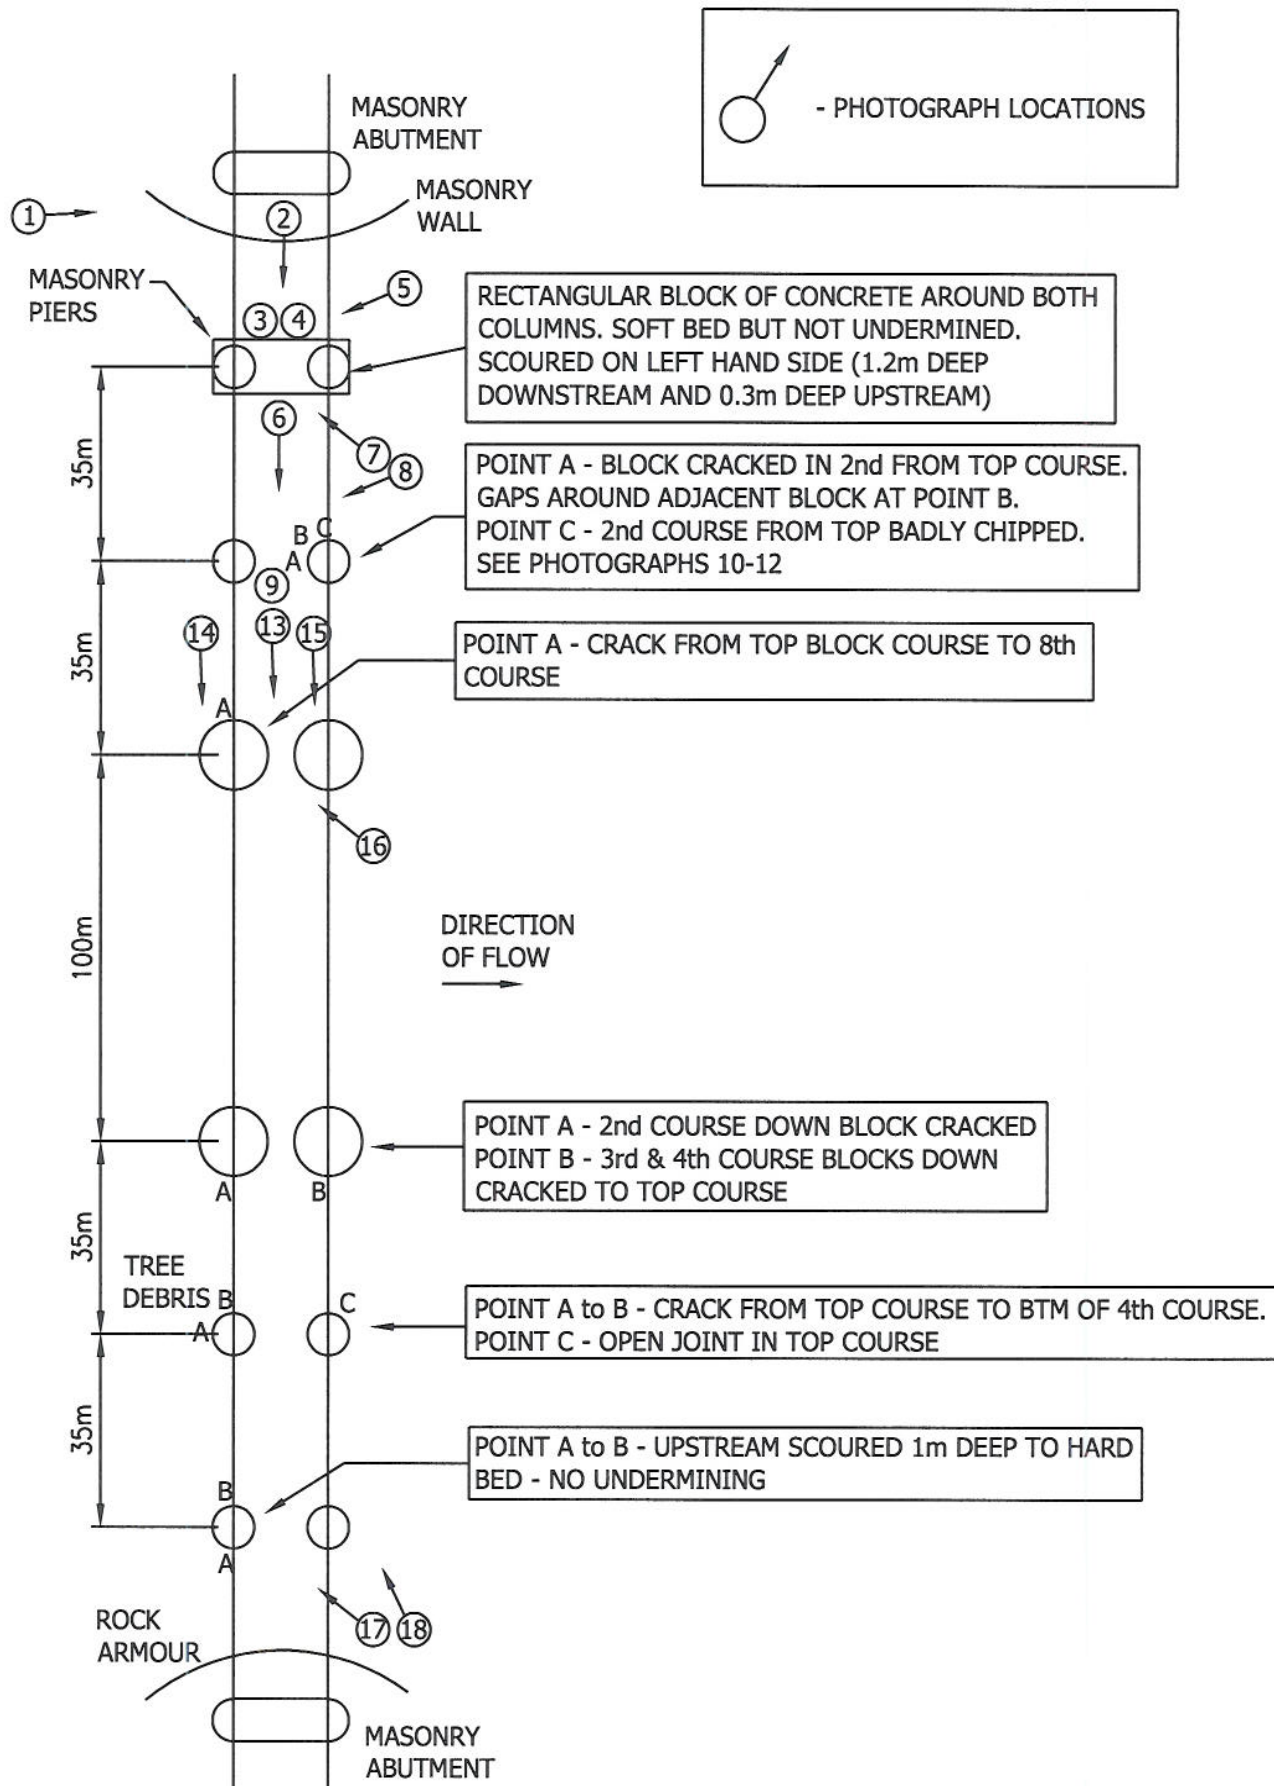 - PHOTOGRAPH LOCATIONS
MASONRY
ABUTMENT
MASONRY
WALL
1
2
MASONRY
PIERS
3
4
5
RECTANGULAR BLOCK OF CONCRETE AROUND BOTH
COLUMNS. SOFT BED BUT NOT UNDERMINED.
SCOURED ON LEFT HAND SIDE (1.2m DEEP
DOWNSTREAM AND 0.3m DEEP UPSTREAM)
35m
6
7
8
POINT A - BLOCK CRACKED IN 2nd FROM TOP COURSE.
GAPS AROUND ADJACENT BLOCK AT POINT B.
POINT C - 2nd COURSE FROM TOP BADLY CHIPPED.
SEE PHOTOGRAPHS 10-12
B
C
A
9
35m
14
13
15
POINT A - CRACK FROM TOP BLOCK COURSE TO 8th
COURSE
A
16
100m
DIRECTION
OF FLOW
POINT A - 2nd COURSE DOWN BLOCK CRACKED
POINT B - 3rd & 4th COURSE BLOCKS DOWN
CRACKED TO TOP COURSE
A
B
35m
TREE
DEBRIS
B
A
C
POINT A to B - CRACK FROM TOP COURSE TO BTM OF 4th COURSE.
POINT C - OPEN JOINT IN TOP COURSE
35m
POINT A to B - UPSTREAM SCOURED 1m DEEP TO HARD
BED - NO UNDERMINING
B
A
17
18
ROCK
ARMOUR
MASONRY
ABUTMENT